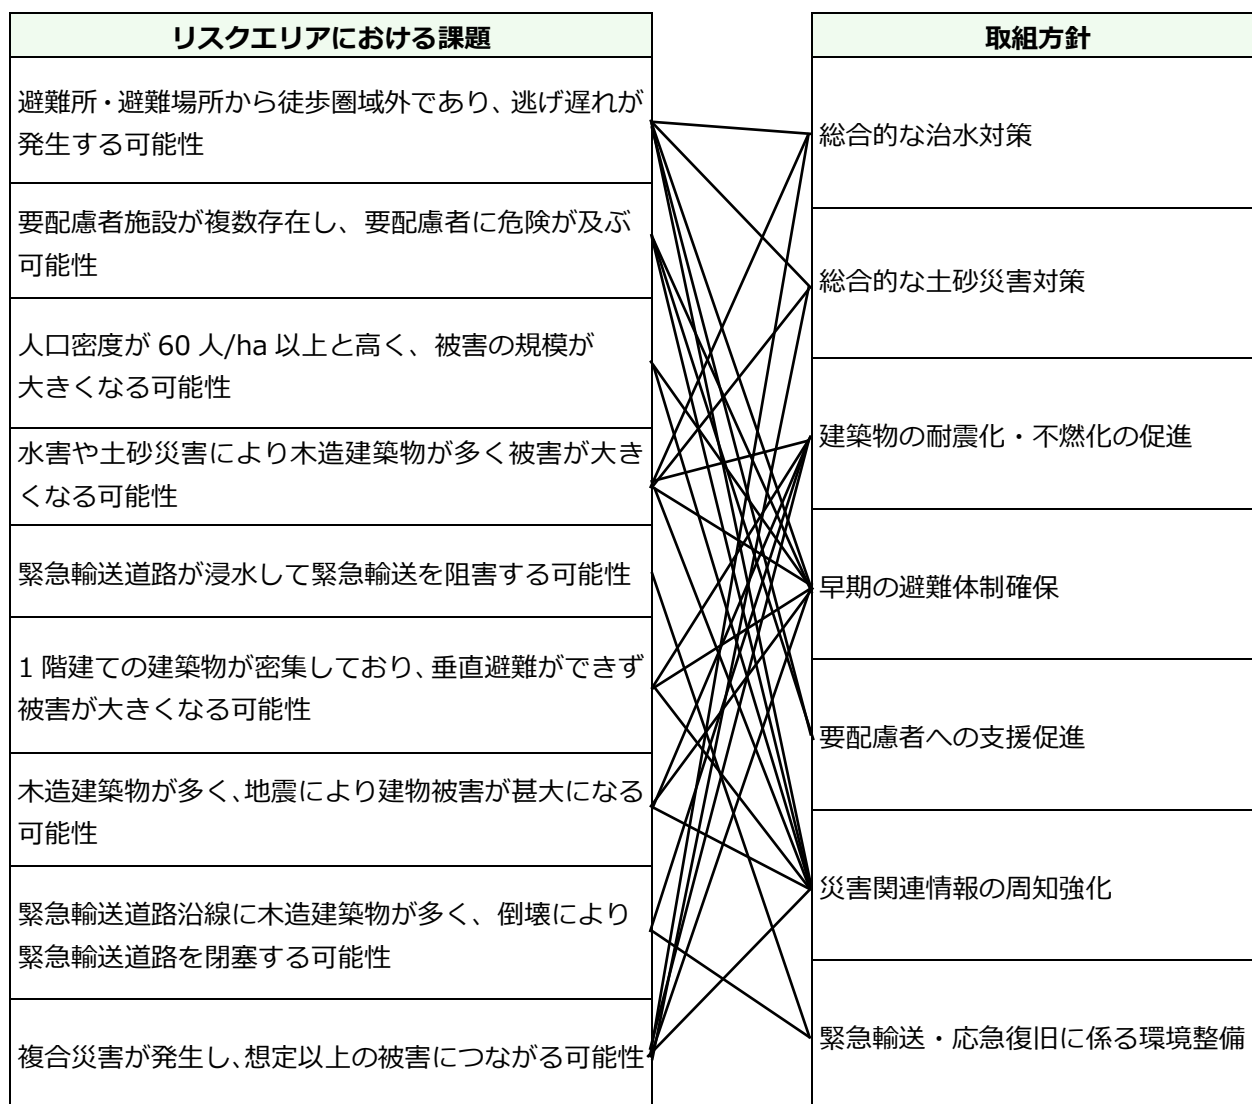 リスクエリアにおける課題
避難所・避難場所から徒歩圏域外であり、逃げ遅れが
発生する可能性
要配慮者施設が複数存在し、要配慮者に危険が及ぶ
可能性
人口密度が 60 人/ha 以上と高く、被害の規模が
大きくなる可能性
水害や土砂災害により木造建築物が多く被害が大き
くなる可能性
緊急輸送道路が浸水して緊急輸送を阻害する可能性
1 階建ての建築物が密集しており、垂直避難ができず
被害が大きくなる可能性
木造建築物が多く、地震により建物被害が甚大になる
可能性
緊急輸送道路沿線に木造建築物が多く、倒壊により
緊急輸送道路を閉塞する可能性
複合災害が発生し、想定以上の被害につながる可能性
取組方針
総合的な治水対策
総合的な土砂災害対策
建築物の耐震化・不燃化の促進
早期の避難体制確保
要配慮者への支援促進
災害関連情報の周知強化
緊急輸送・応急復旧に係る環境整備